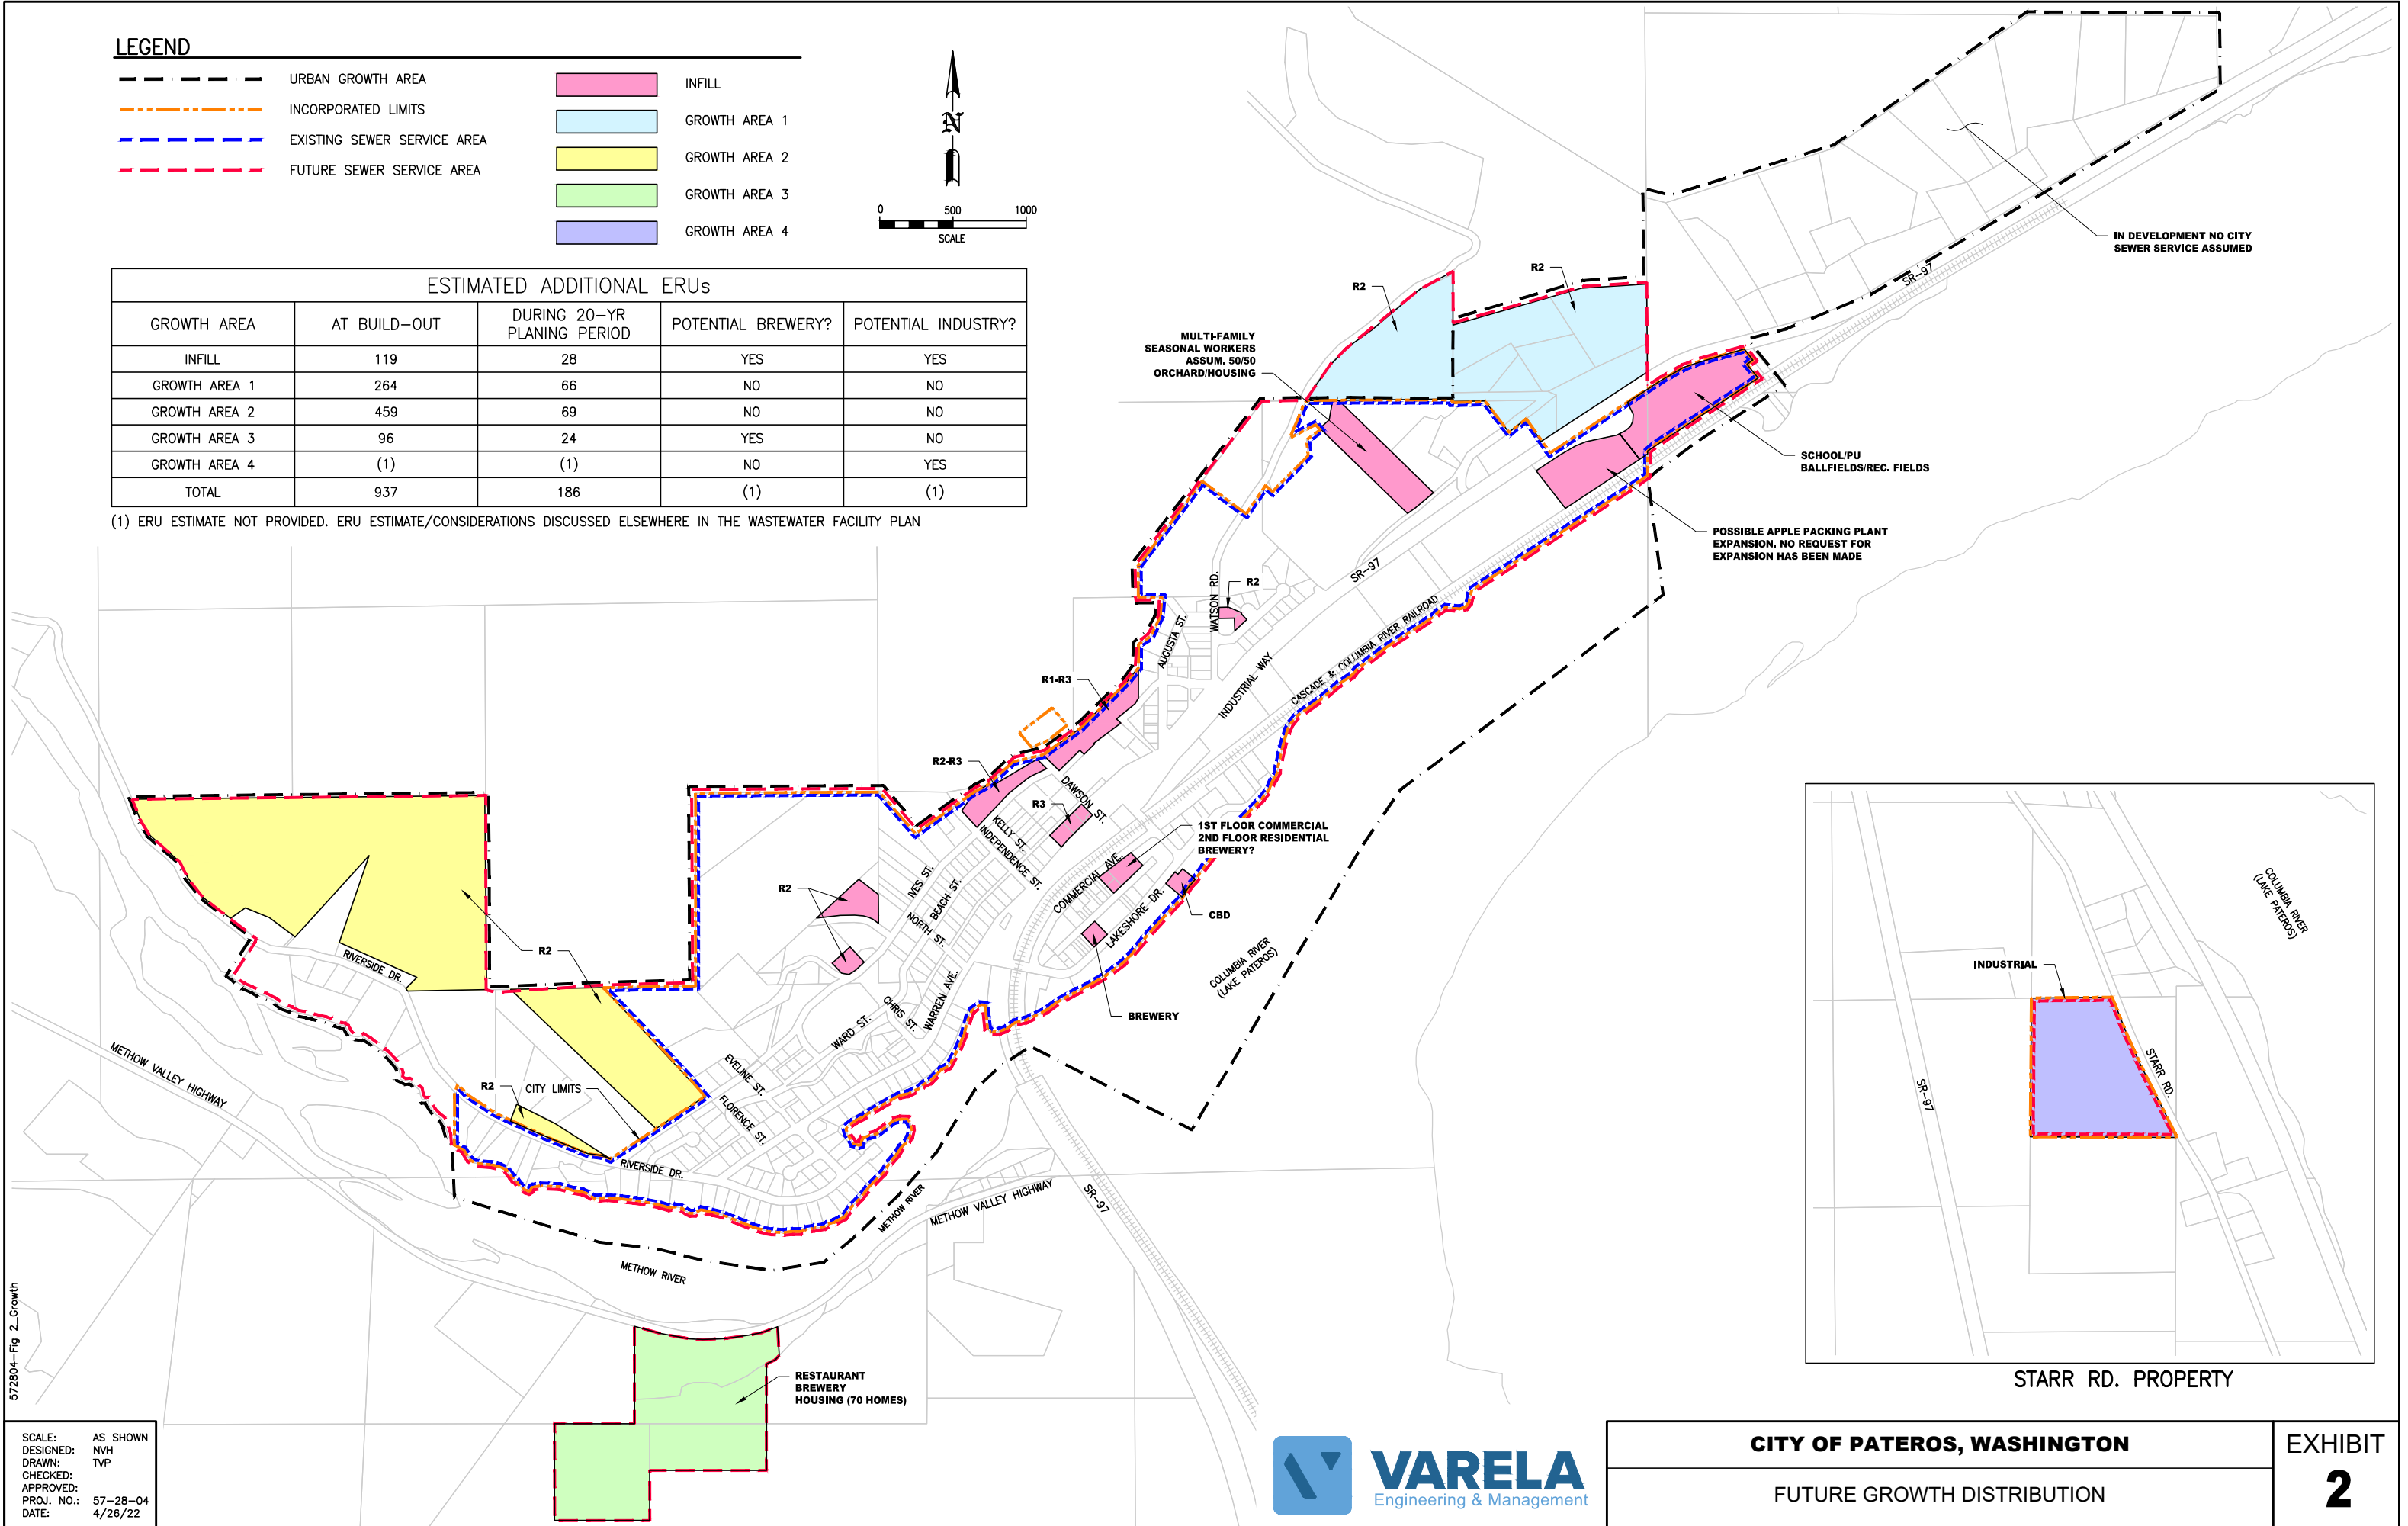 LEGEND
URBAN GROWTH AREA
INCORPORATED LIMITS
EXISTING SEWER SERVICE AREA
FUTURE SEWER SERVICE AREA
INFILL
GROWTH AREA 1
GROWTH AREA 2
GROWTH AREA 3
GROWTH AREA 4
N
0 500 1000
SCALE
ESTIMATED ADDITIONAL ERUs
GROWTH AREA AT BUILD-OUT DURING 20-YR PLANING PERIOD POTENTIAL BREWERY? POTENTIAL INDUSTRY?
INFILL 119 28 YES YES
GROWTH AREA 1 264 66 NO NO
GROWTH AREA 2 459 69 NO NO
GROWTH AREA 3 96 24 YES NO
GROWTH AREA 4 (1) (1) NO YES
TOTAL 937 186 (1) (1)
(1) ERU ESTIMATE NOT PROVIDED. ERU ESTIMATE/CONSIDERATIONS DISCUSSED ELSEWHERE IN THE WASTEWATER FACILITY PLAN
IN DEVELOPMENT NO CITY
SEWER SERVICE ASSUMED
SR-97
R2
R2
MULTI-FAMILY
SEASONAL WORKERS
ASSUM. 50/50
ORCHARD/HOUSING
SCHOOL/PU
BALLFIELDS/REC. FIELDS
POSSIBLE APPLE PACKING PLANT
EXPANSION. NO REQUEST FOR
EXPANSION HAS BEEN MADE
SR-97
R2
WATSON RD.
AUGUSTA ST.
INDUSTRIAL WAY
CASCADE & COLUMBIA RIVER RAILROAD
R1-R3
R2-R3
DAWSON ST.
R3
KELLY ST.
INDEPENDENCE ST.
1ST FLOOR COMMERCIAL
2ND FLOOR RESIDENTIAL
BREWERY?
COMMERCIAL AVE.
LAKESHORE DR.
CBD
BREWERY
IVES ST.
BEACH ST.
NORTH ST.
R2
WARREN AVE.
CHRIS ST.
WARD ST.
EVELINE ST.
FLORENCE ST.
COLUMBIA RIVER
(LAKE PATEROS)
R2
RIVERSIDE DR.
R2
CITY LIMITS
RIVERSIDE DR.
METHOW VALLEY HIGHWAY
METHOW RIVER
METHOW VALLEY HIGHWAY
SR-97
METHOW RIVER
RESTAURANT
BREWERY
HOUSING (70 HOMES)
COLUMBIA RIVER
(LAKE PATEROS)
INDUSTRIAL
STARR RD.
SR-97
STARR RD. PROPERTY
572804-Fig 2_Growth
SCALE: AS SHOWN
DESIGNED: NVH
DRAWN: TVP
CHECKED:
APPROVED:
PROJ. NO.: 57-28-04
DATE: 4/26/22
VARELA
Engineering & Management
CITY OF PATEROS, WASHINGTON
FUTURE GROWTH DISTRIBUTION
EXHIBIT
2